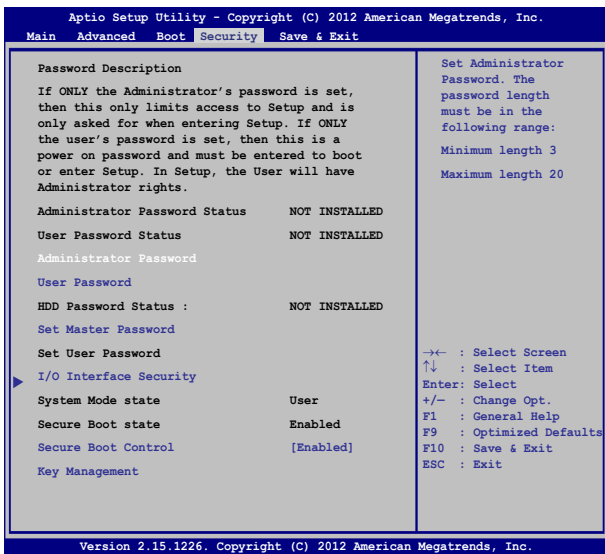 Aptio Setup Utility - Copyright (C) 2012 American Megatrends, Inc.
Main Advanced Boot Security Save & Exit
Password Description
If ONLY the Administrator's password is set,
then this only limits access to Setup and is
only asked for when entering Setup. If ONLY
the user's password is set, then this is a
power on password and must be entered to boot
or enter Setup. In Setup, the User will have
Administrator rights.
Administrator Password Status NOT INSTALLED
User Password Status NOT INSTALLED
Administrator Password
User Password
HDD Password Status : NOT INSTALLED
Set Master Password
Set User Password
I/O Interface Security
System Mode state User
Secure Boot state Enabled
Secure Boot Control [Enabled]
Key Management
Set Administrator
Password. The
password length
must be in the
following range:
Minimum length 3
Maximum length 20
→← : Select Screen
↑↓ : Select Item
Enter: Select
+/— : Change Opt.
F1 : General Help
F9 : Optimized Defaults
F10 : Save & Exit
ESC : Exit
Version 2.15.1226. Copyright (C) 2012 American Megatrends, Inc.